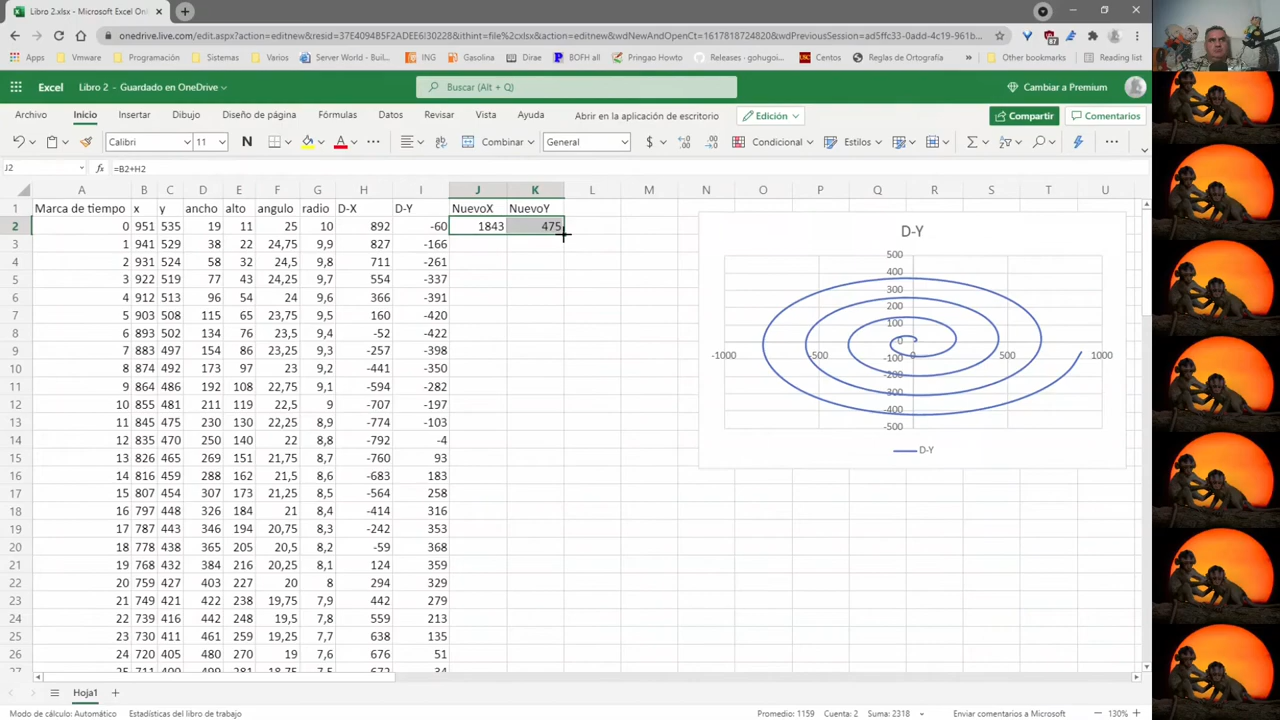 Libro 2.xlsx - Microsoft Excel Onl
onedrive.live.com/edit.aspx?action=editnew&resid=37E409485F2ADEE6!30228&ithint=file%2cxlsx&action=editnew&wdNewAndOpenCt=1617818724820&wdPreviousSession=ad5ffc33-0add-4c19-961b...
Apps Vmware Programación Sistemas Varios Server World - Buil... ING Gasolina Dirae BOFH all Pringao Howto Releases · gohugoi... Centos Reglas de Ortografía Other bookmarks Reading list
Excel Libro 2 - Guardado en OneDrive Buscar (Alt + Q) Cambiar a Premium
Archivo Inicio Insertar Dibujo Diseño de página Fórmulas Datos Revisar Vista Ayuda Abrir en la aplicación de escritorio Edición Compartir Comentarios
Calibri 11 N Combinar General Condicional Estilos
J2 fx =B2+H2
A B C D E F G H I J K L M N O P Q R S T U
1 Marca de tiempo x y ancho alto angulo radio D-X D-Y NuevoX NuevoY
2 0 951 535 19 11 25 10 892 -60 1843 475
3 1 941 529 38 22 24,75 9,9 827 -166
4 2 931 524 58 32 24,5 9,8 711 -261
5 3 922 519 77 43 24,25 9,7 554 -337
6 4 912 513 96 54 24 9,6 366 -391
7 5 903 508 115 65 23,75 9,5 160 -420
8 6 893 502 134 76 23,5 9,4 -52 -422
9 7 883 497 154 86 23,25 9,3 -257 -398
10 8 874 492 173 97 23 9,2 -441 -350
11 9 864 486 192 108 22,75 9,1 -594 -282
12 10 855 481 211 119 22,5 9 -707 -197
13 11 845 475 230 130 22,25 8,9 -774 -103
14 12 835 470 250 140 22 8,8 -792 -4
15 13 826 465 269 151 21,75 8,7 -760 93
16 14 816 459 288 162 21,5 8,6 -683 183
17 15 807 454 307 173 21,25 8,5 -564 258
18 16 797 448 326 184 21 8,4 -414 316
19 17 787 443 346 194 20,75 8,3 -242 353
20 18 778 438 365 205 20,5 8,2 -59 368
21 19 768 432 384 216 20,25 8,1 124 359
22 20 759 427 403 227 20 8 294 329
23 21 749 421 422 238 19,75 7,9 442 279
24 22 739 416 442 248 19,5 7,8 559 213
25 23 730 411 461 259 19,25 7,7 638 135
26 24 720 405 480 270 19 7,6 676 51
D-Y
500
400
300
200
100
0
-1000 -500 -100 0 500 1000
-200
-300
-400
-500
D-Y
Hoja1
Modo de cálculo: Automático Estadísticas del libro de trabajo Promedio: 1159 Cuenta: 2 Suma: 2318 Enviar comentarios a Microsoft 130%